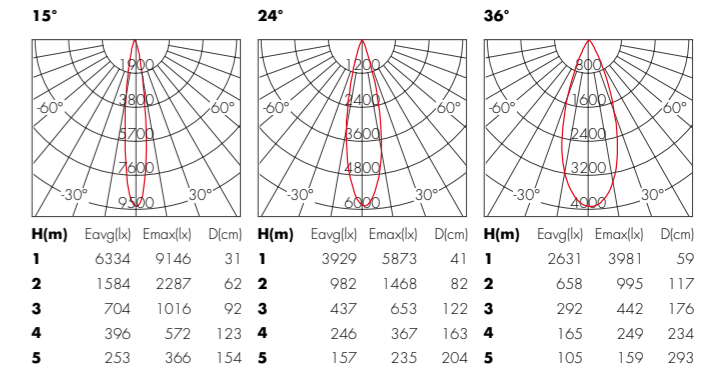 15° 24° 36°
1900 1200 800
3800 2400 1600
-60° 60° -60° 60° -60° 60°
5700 3600 2400
7600 4800 3200
-30° 30° -30° 30° -30° 30°
9500 6000 4000
H(m) Eavg(lx) Emax(lx) D(cm) H(m) Eavg(lx) Emax(lx) D(cm) H(m) Eavg(lx) Emax(lx) D(cm)
1 6334 9146 31 1 3929 5873 41 1 2631 3981 59
2 1584 2287 62 2 982 1468 82 2 658 995 117
3 704 1016 92 3 437 653 122 3 292 442 176
4 396 572 123 4 246 367 163 4 165 249 234
5 253 366 154 5 157 235 204 5 105 159 293